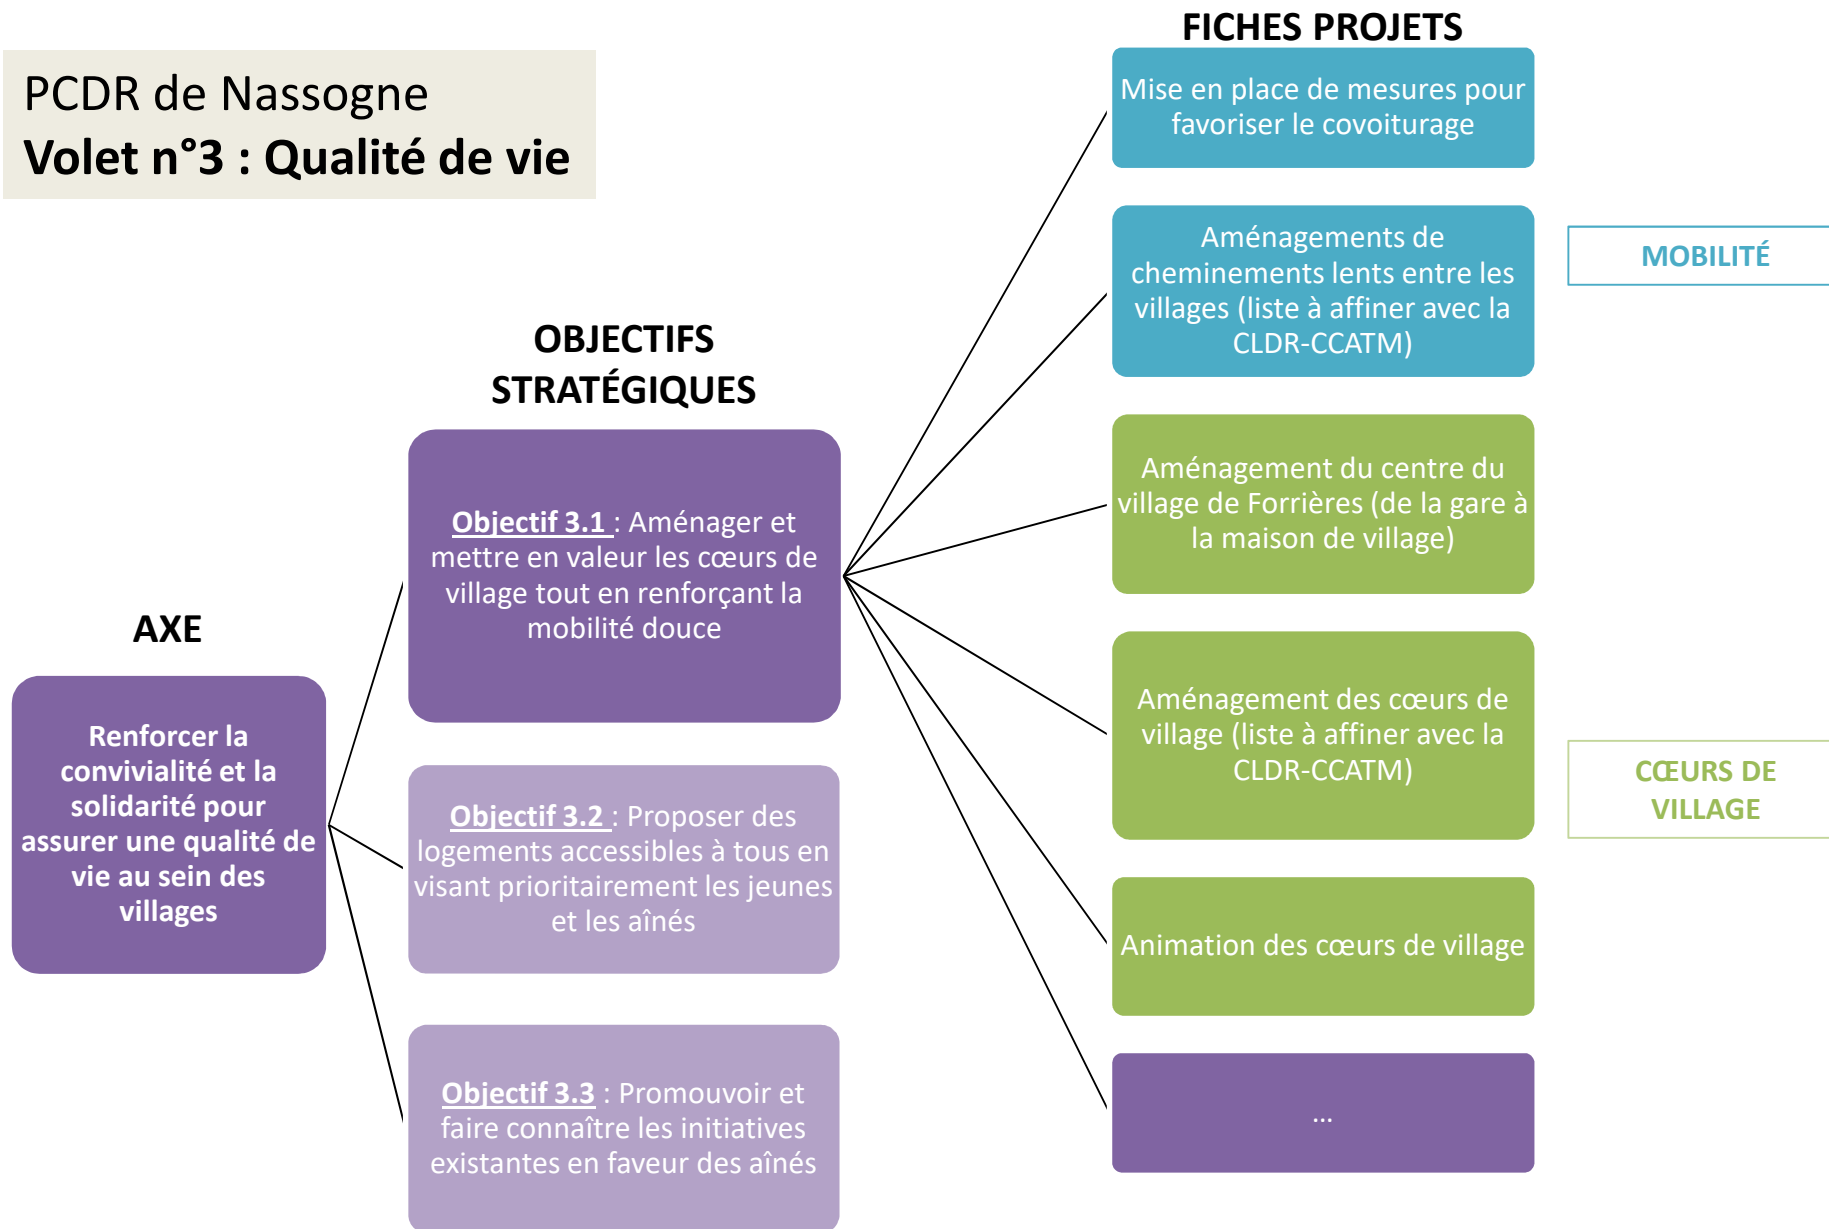 PCDR de Nassogne
Volet n°3 : Qualité de vie
AXE
Renforcer la
convivialité et la
solidarité pour
assurer une qualité de
vie au sein des
villages
OBJECTIFS
STRATÉGIQUES
Objectif 3.1 : Aménager et
mettre en valeur les cœurs de
village tout en renforçant la
mobilité douce
Objectif 3.2 : Proposer des
logements accessibles à tous en
visant prioritairement les jeunes
et les aînés
Objectif 3.3 : Promouvoir et
faire connaître les initiatives
existantes en faveur des aînés
FICHES PROJETS
Mise en place de mesures pour
favoriser le covoiturage
Aménagements de
cheminements lents entre les
villages (liste à affiner avec la
CLDR-CCATM)
Aménagement du centre du
village de Forrières (de la gare à
la maison de village)
Aménagement des cœurs de
village (liste à affiner avec la
CLDR-CCATM)
Animation des cœurs de village
...
MOBILITÉ
CŒURS DE
VILLAGE